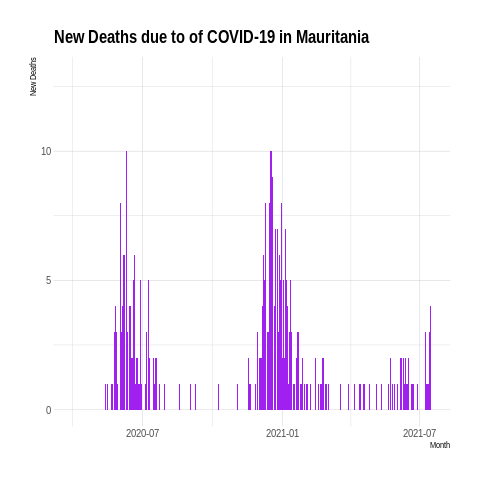 New Deaths due to of COVID-19 in Mauritania
New Deaths
10
5
0
2020-07
2021-01
2021-07
Month